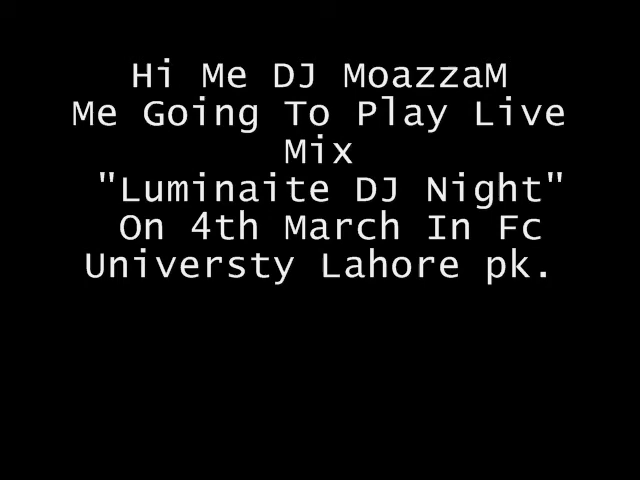 Hi Me DJ MoazzaM
Me Going To Play Live
Mix
"Luminaite DJ Night"
On 4th March In Fc
Universty Lahore pk.